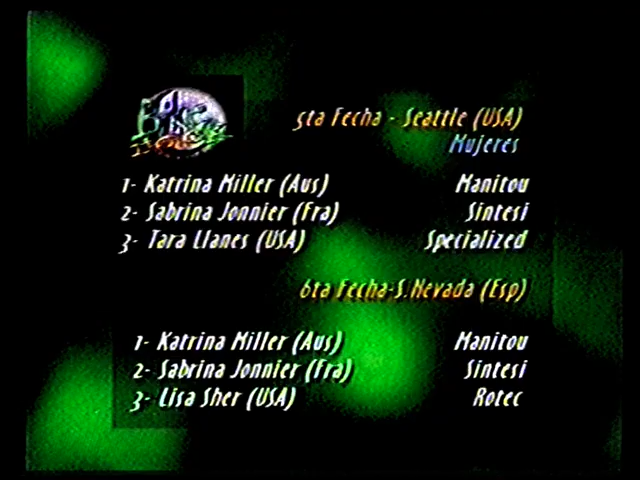 5ta Fecha - Seattle (USA)
Mujeres
1- Katrina Miller (Aus) Manitou
2- Sabrina Jonnier (Fra) Sintesi
3- Tara Llanes (USA) Specialized
6ta Fecha-S.Nevada (Esp)
1- Katrina Miller (Aus) Manitou
2- Sabrina Jonnier (Fra) Sintesi
3- Lisa Sher (USA) Rotec